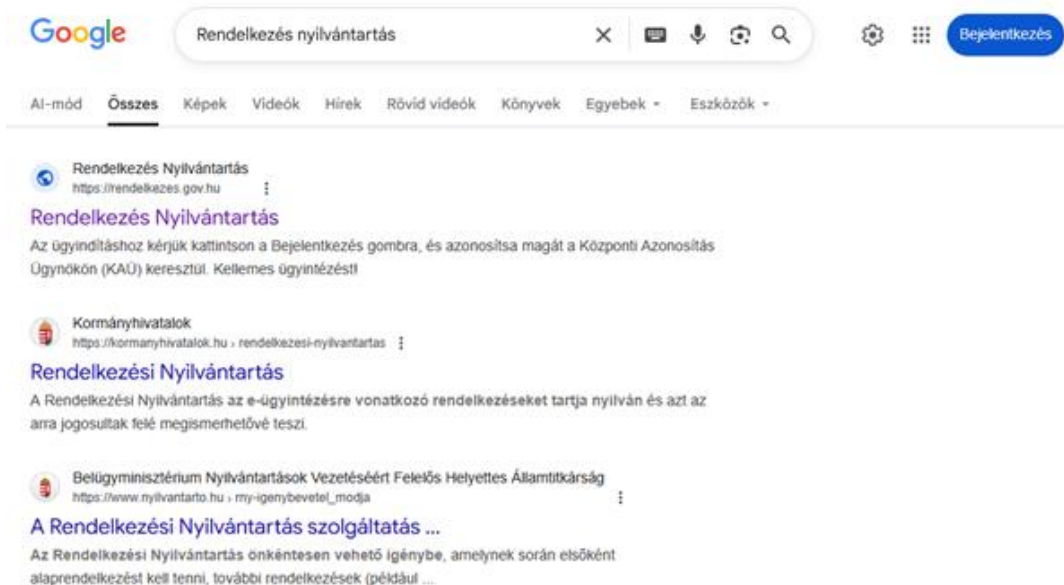 Google
Rendelkezés nyilvántartás
Bejelentkezés
AI-mód Összes Képek Videók Hírek Rövid videók Könyvek Egyebek Eszközök
Rendelkezés Nyilvántartás
https://rendelkezes.gov.hu
Rendelkezés Nyilvántartás
Az ügyindításhoz kérjük kattintson a Bejelentkezés gombra, és azonosítsa magát a Központi Azonosítás
Ügynökön (KAÜ) keresztül. Kellemes ügyintézést!
Kormányhivatalok
https://kormanyhivatalok.hu › rendelkezesi-nyilvantartas
Rendelkezési Nyilvántartás
A Rendelkezési Nyilvántartás az e-ügyintézésre vonatkozó rendelkezéseket tartja nyilván és azt az
arra jogosultak felé megismerhetővé teszi.
Belügyminisztérium Nyilvántartások Vezetéséért Felelős Helyettes Államtitkárság
https://www.nyilvantarto.hu › rny-igenybevetel_modja
A Rendelkezési Nyilvántartás szolgáltatás ...
Az Rendelkezési Nyilvántartás önkéntesen vehető igénybe, amelynek során elsőként
alaprendelkezést kell tenni, további rendelkezések (például ...